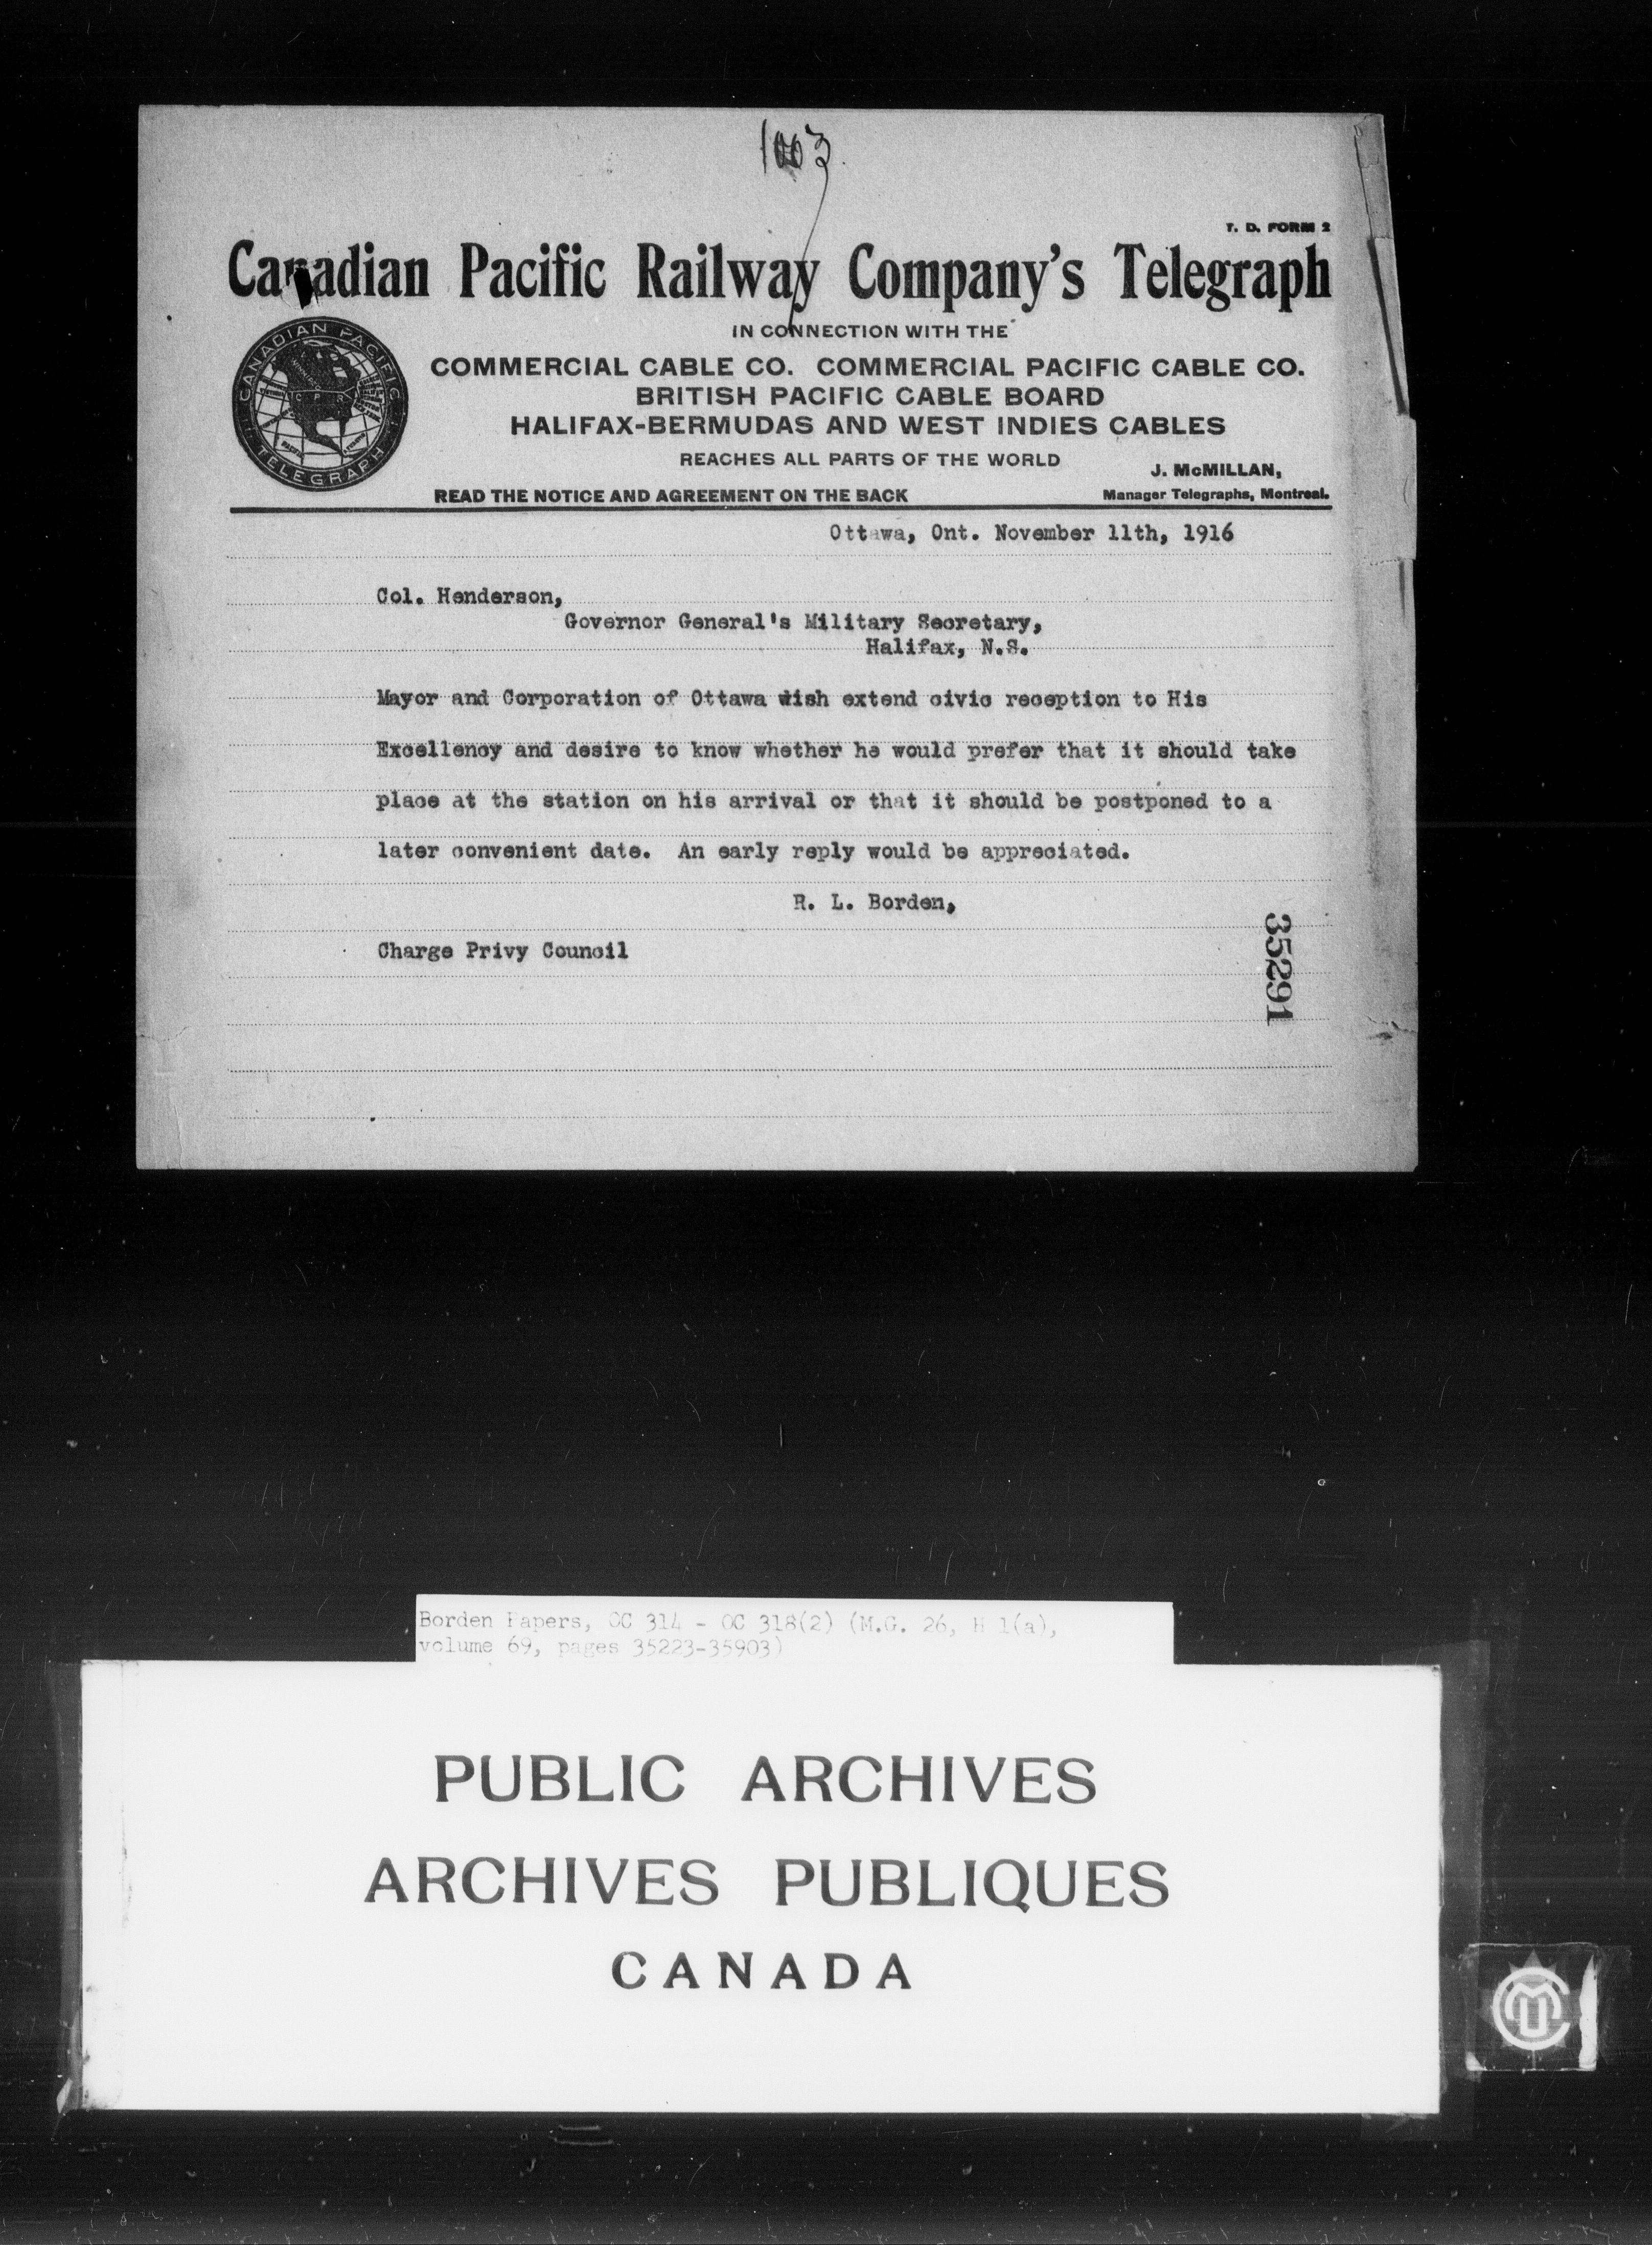 1063
T. D. FORM 2
Canadian Pacific Railway Company's Telegraph
IN CONNECTION WITH THE
COMMERCIAL CABLE CO. COMMERCIAL PACIFIC CABLE CO.
BRITISH PACIFIC CABLE BOARD
HALIFAX-BERMUDAS AND WEST INDIES CABLES
REACHES ALL PARTS OF THE WORLD
J. McMILLAN,
READ THE NOTICE AND AGREEMENT ON THE BACK
Manager Telegraphs, Montreal.
CANADIAN PACIFIC
C P R
TELEGRAPH
Ottawa, Ont. November 11th, 1916
Col. Henderson,
Governor General's Military Secretary,
Halifax, N.S.
Mayor and Corporation of Ottawa wish extend civic reception to His
Excellency and desire to know whether he would prefer that it should take
place at the station on his arrival or that it should be postponed to a
later convenient date. An early reply would be appreciated.
R. L. Borden,
Charge Privy Council
35291
Borden Papers, OC 314 - OC 318(2) (M.G. 26, H 1(a),
volume 69, pages 35223-35903)
PUBLIC ARCHIVES
ARCHIVES PUBLIQUES
CANADA